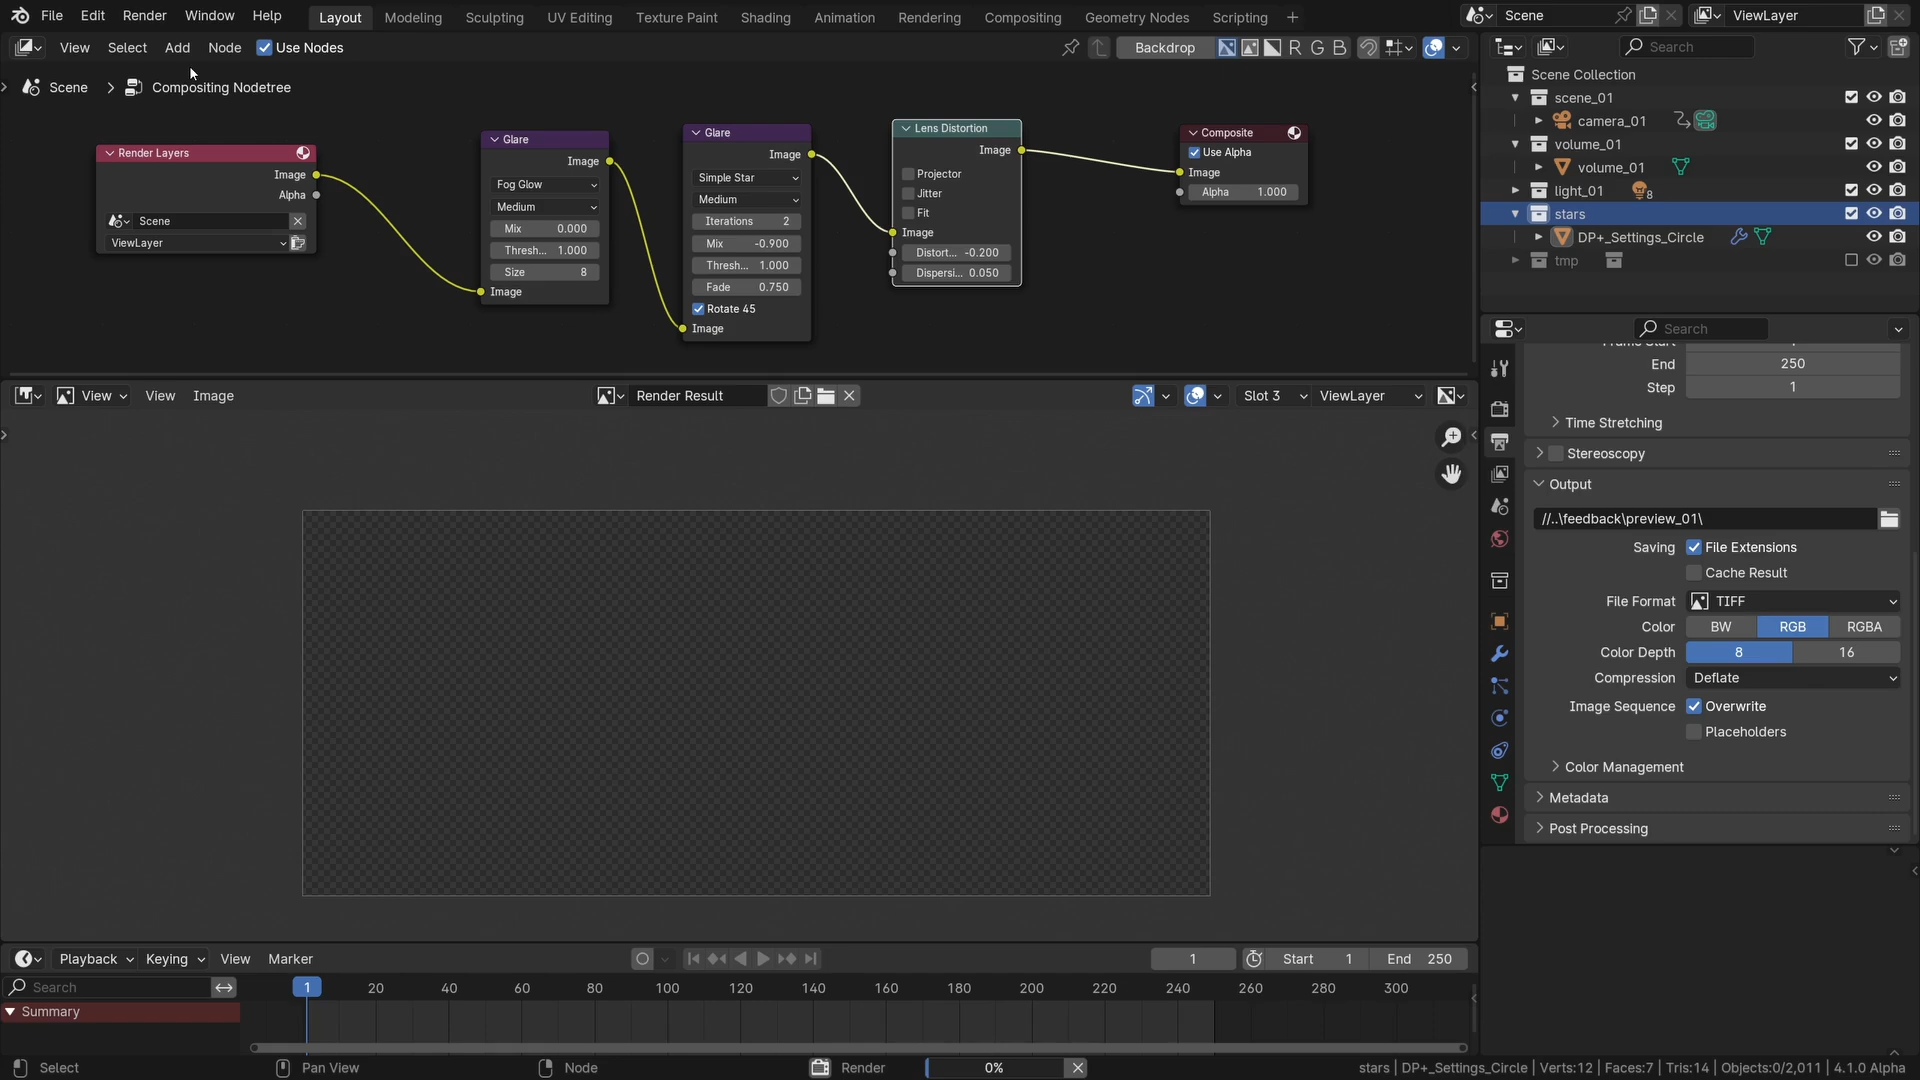 File Edit Render Window Help Layout Modeling Sculpting UV Editing Texture Paint Shading Animation Rendering Compositing Geometry Nodes Scripting + Scene ViewLayer
View Select Add Node Use Nodes Backdrop R G B Search
Scene > Compositing Nodetree
Scene Collection
scene_01
camera_01
volume_01
volume_01
light_01 8
stars
DP+_Settings_Circle
tmp
Render Layers
Image
Alpha
Scene
ViewLayer
Glare
Image
Fog Glow
Medium
Mix 0.000
Thresh... 1.000
Size 8
Image
Glare
Image
Simple Star
Medium
Iterations 2
Mix -0.900
Thresh... 1.000
Fade 0.750
Rotate 45
Image
Lens Distortion
Image
Projector
Jitter
Fit
Image
Distort... -0.200
Dispersi... 0.050
Composite
Use Alpha
Image
Alpha 1.000
Search
End 250
Step 1
Time Stretching
Stereoscopy
Output
//..\feedback\preview_01\
Saving File Extensions
Cache Result
File Format TIFF
Color BW RGB RGBA
Color Depth 8 16
Compression Deflate
Image Sequence Overwrite
Placeholders
Color Management
Metadata
Post Processing
View View Image Render Result Slot 3 ViewLayer
Playback Keying View Marker 1 Start 1 End 250
Search 1 20 40 60 80 100 120 140 160 180 200 220 240 260 280 300
Summary
Select Pan View Node Render 0% stars | DP+_Settings_Circle | Verts:12 | Faces:7 | Tris:14 | Objects:0/2,011 | 4.1.0 Alpha